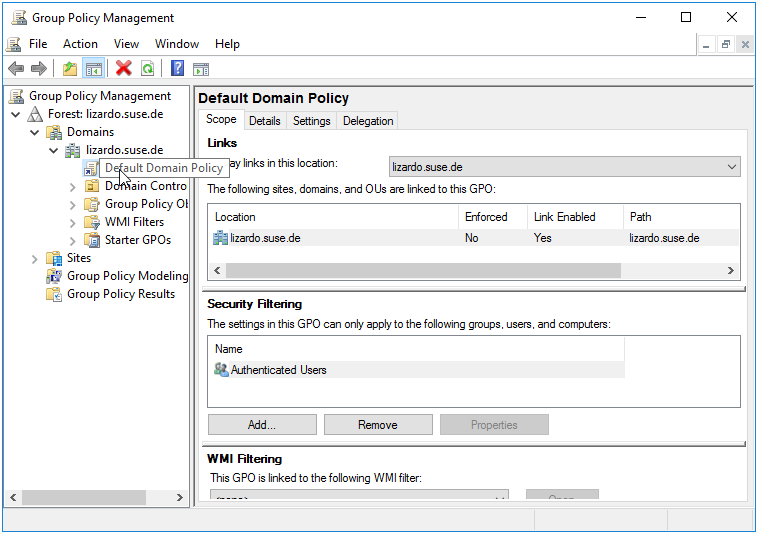 Group Policy Management
File Action View Window Help
Group Policy Management
Forest: lizardo.suse.de
Domains
lizardo.suse.de
Default Domain Policy
Domain Contro
Group Policy Ob
WMI Filters
Starter GPOs
Sites
Group Policy Modeling
Group Policy Results
Default Domain Policy
Scope Details Settings Delegation
Links
ay links in this location: lizardo.suse.de
The following sites, domains, and OUs are linked to this GPO:
Location Enforced Link Enabled Path
lizardo.suse.de No Yes lizardo.suse.de
Security Filtering
The settings in this GPO can only apply to the following groups, users, and computers:
Name
Authenticated Users
Add... Remove Properties
WMI Filtering
This GPO is linked to the following WMI filter:
<none> Open